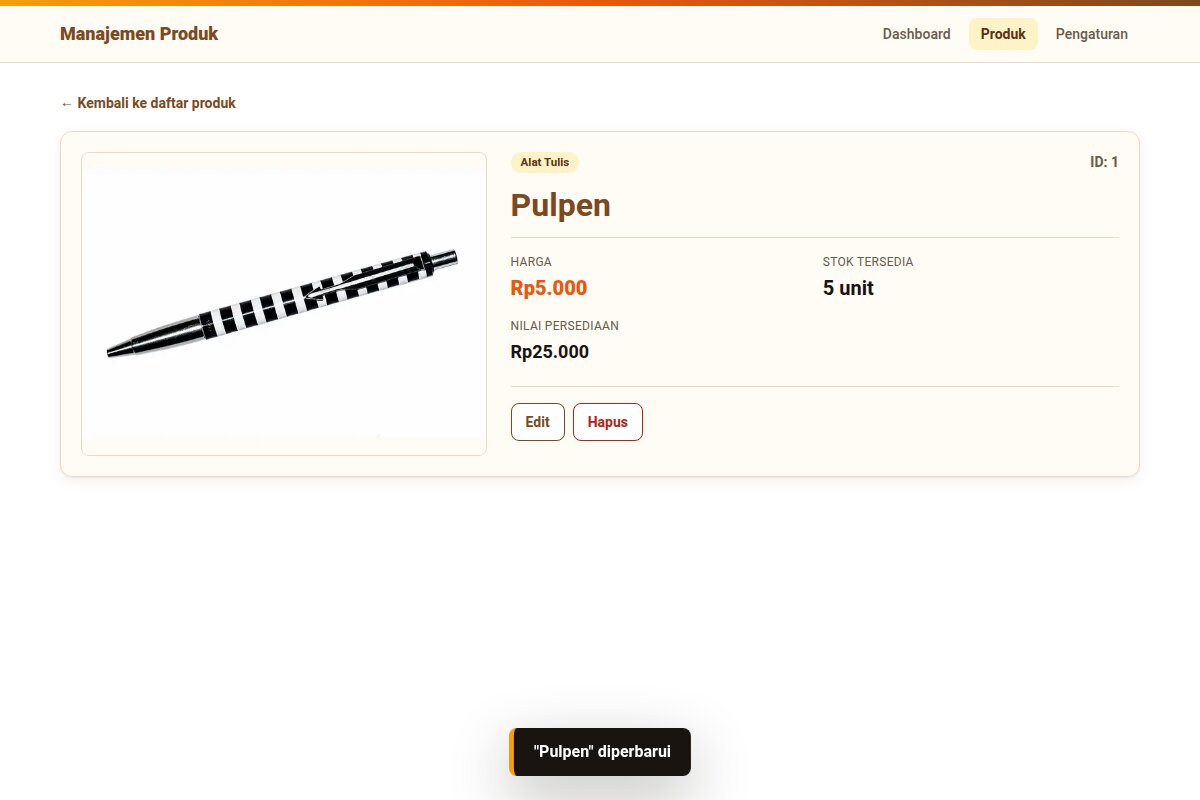 Manajemen Produk
Dashboard
Produk
Pengaturan
← Kembali ke daftar produk
Alat Tulis
ID: 1
Pulpen
HARGA
STOK TERSEDIA
Rp5.000
5 unit
NILAI PERSEDIAAN
Rp25.000
Edit
Hapus
"Pulpen" diperbarui